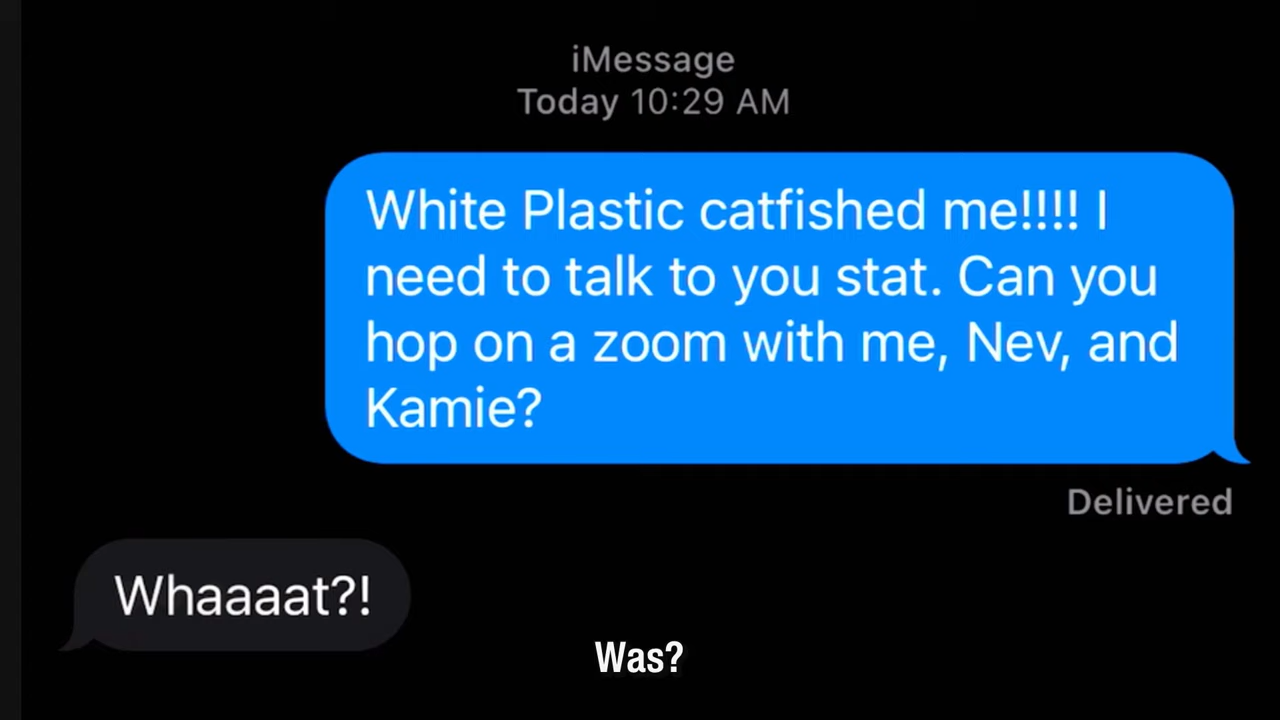 iMessage
Today 10:29 AM
White Plastic catfished me!!!! I
need to talk to you stat. Can you
hop on a zoom with me, Nev, and
Kamie?
Delivered
Whaaaat?!
Was?